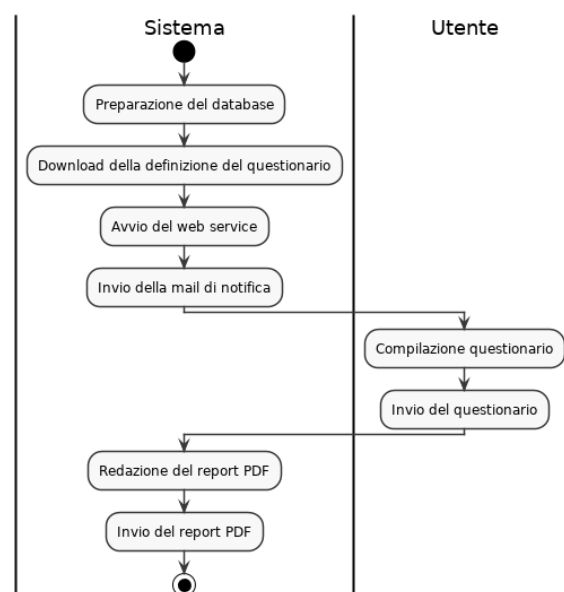 Sistema
Utente
Preparazione del database
Download della definizione del questionario
Avvio del web service
Invio della mail di notifica
Compilazione questionario
Invio del questionario
Redazione del report PDF
Invio del report PDF